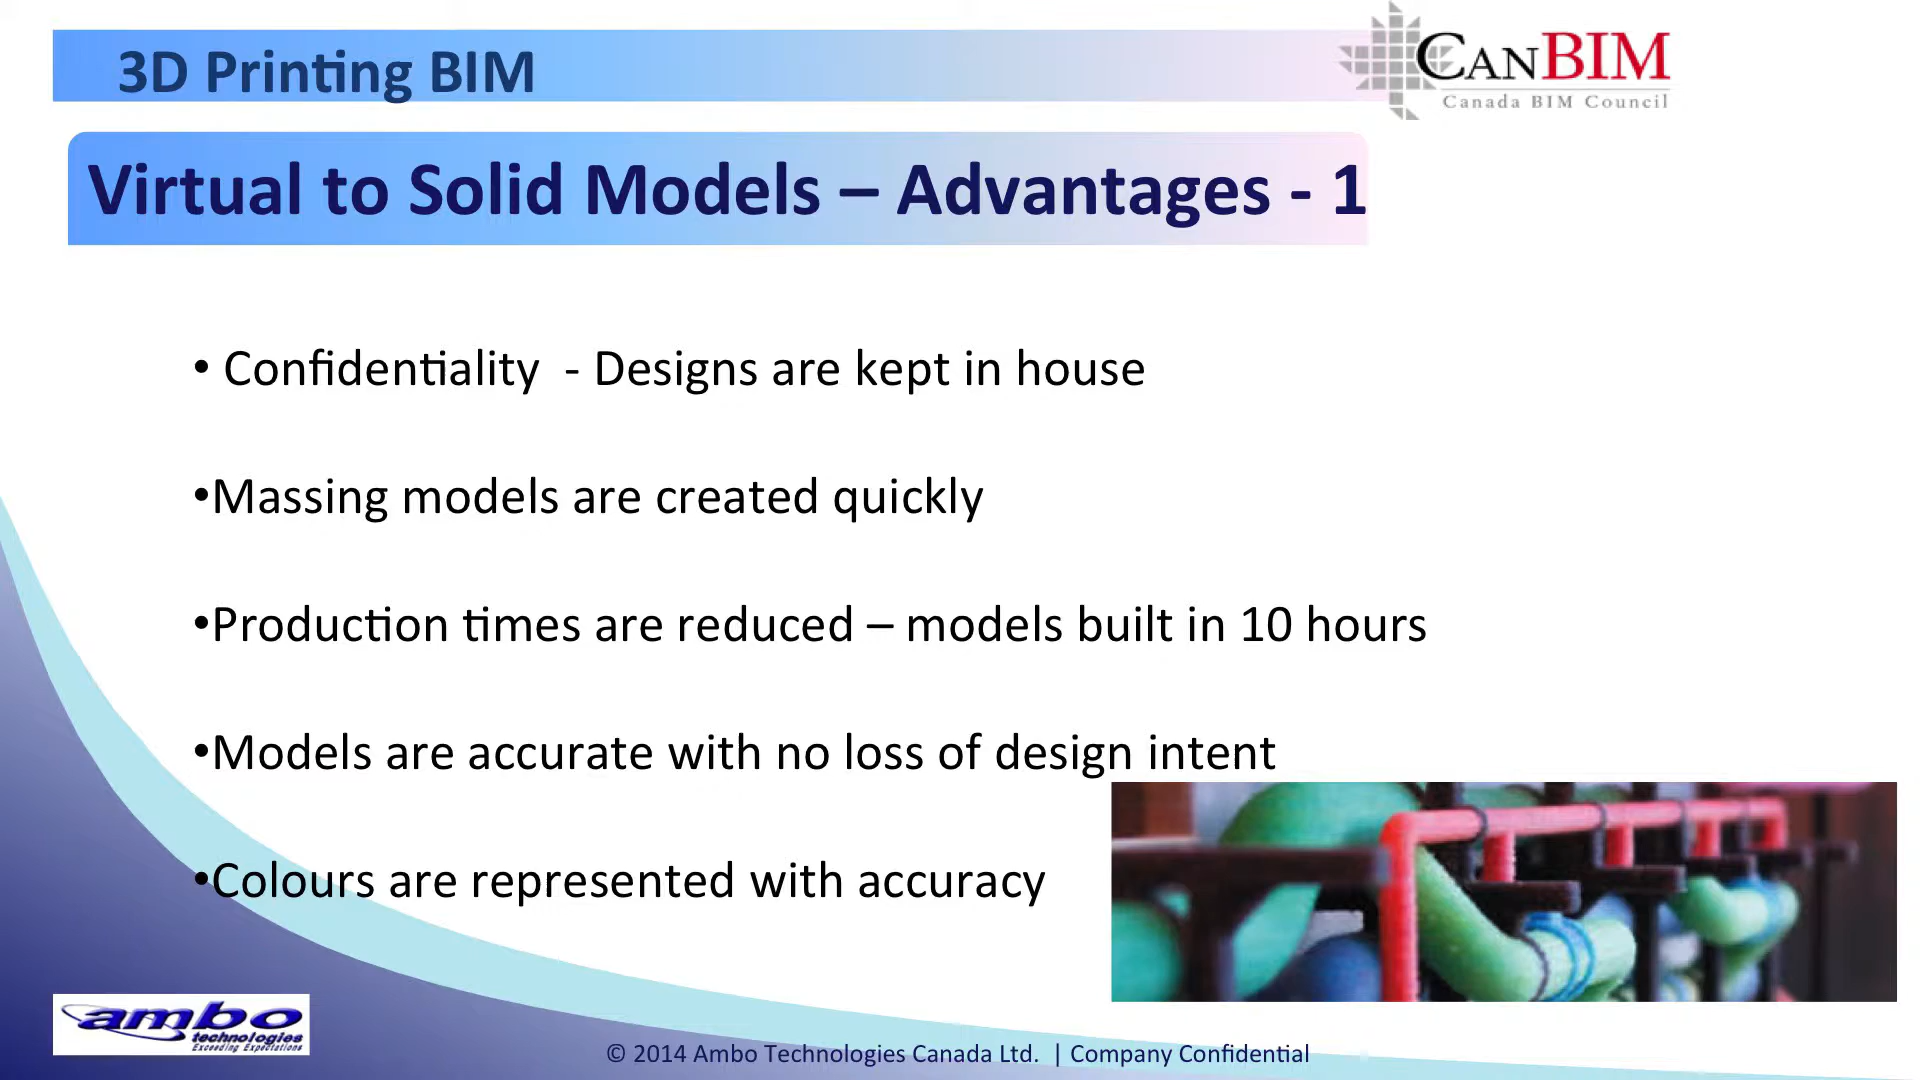 3D Printing BIM
CANBIM
Canada BIM Council
Virtual to Solid Models – Advantages - 1
• Confidentiality  - Designs are kept in house
•Massing models are created quickly
•Production times are reduced – models built in 10 hours
•Models are accurate with no loss of design intent
•Colours are represented with accuracy
ambo
technologies
Exceeding Expectations
© 2014 Ambo Technologies Canada Ltd.  | Company Confidential